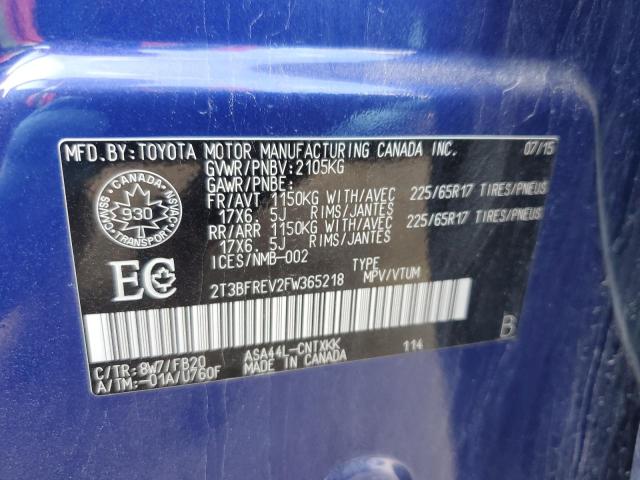 MFD.BY:TOYOTA MOTOR MANUFACTURING CANADA INC. 07/15
GVWR/PNBV:2105KG
GAWR/PNBE:
FR/AVT 1150KG WITH/AVEC 225/65R17 TIRES/PNEUS
17X6.5J RIMS/JANTES
RR/ARR 1150KG WITH/AVEC 225/65R17 TIRES/PNEUS
17X6.5J RIMS/JANTES
ICES/NMB-002
CANADA
CMVSS NSVAC
930
TRANSPORT
EC
2T3BFREV2FW365218 TYPE MPV/VTUM
B
C/TR:8W7/FB20 ASA44L-CNTXKK 114
A/TM:-01A/U760F MADE IN CANADA